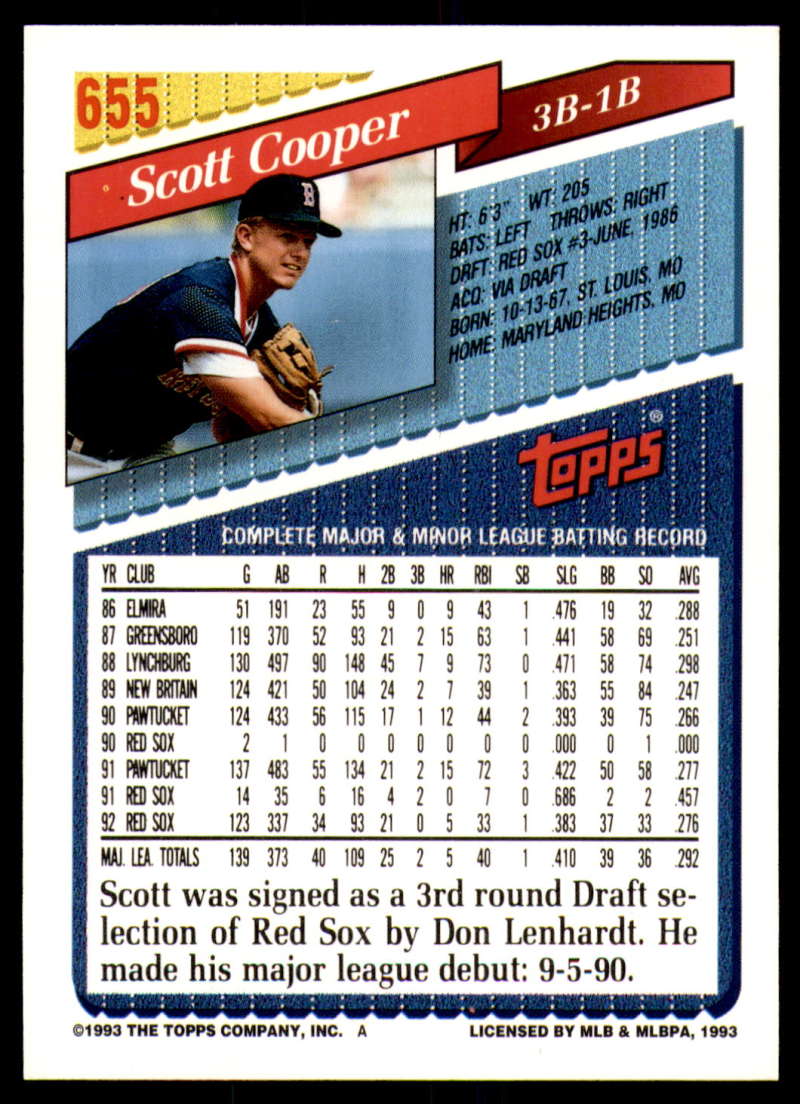 655
Scott Cooper
3B-1B
B
HT: 6'3" WT: 205
BATS: LEFT THROWS: RIGHT
DRFT: RED SOX #3-JUNE, 1986
ACQ: VIA DRAFT
BORN: 10-13-67, ST. LOUIS, MO
HOME: MARYLAND HEIGHTS, MO
Topps®
COMPLETE MAJOR & MINOR LEAGUE BATTING RECORD
YR CLUB G AB R H 2B 3B HR RBI SB SLG BB SO AVG
86 ELMIRA 51 191 23 55 9 0 9 43 1 .476 19 32 .288
87 GREENSBORO 119 370 52 93 21 2 15 63 1 .441 58 69 .251
88 LYNCHBURG 130 497 90 148 45 7 9 73 0 .471 58 74 .298
89 NEW BRITAIN 124 421 50 104 24 2 7 39 1 .363 55 84 .247
90 PAWTUCKET 124 433 56 115 17 1 12 44 2 .393 39 75 .266
90 RED SOX 2 1 0 0 0 0 0 0 0 .000 0 1 .000
91 PAWTUCKET 137 483 55 134 21 2 15 72 3 .422 50 58 .277
91 RED SOX 14 35 6 16 4 2 0 7 0 .686 2 2 .457
92 RED SOX 123 337 34 93 21 0 5 33 1 .383 37 33 .276
MAJ. LEA. TOTALS 139 373 40 109 25 2 5 40 1 .410 39 36 .292
Scott was signed as a 3rd round Draft se-
lection of Red Sox by Don Lenhardt. He
made his major league debut: 9-5-90.
©1993 THE TOPPS COMPANY, INC. A
LICENSED BY MLB & MLBPA, 1993